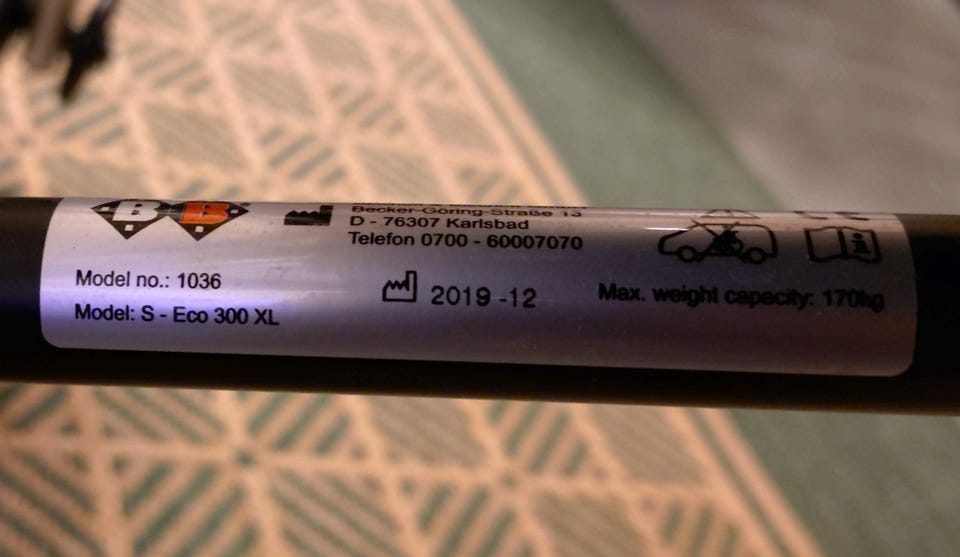 BB
Becker-Göring-Straße 13
D - 76307 Karlsbad
Telefon 0700 - 60007070
Model no.: 1036
2019 -12
Max. weight capacity: 170kg
Model: S - Eco 300 XL